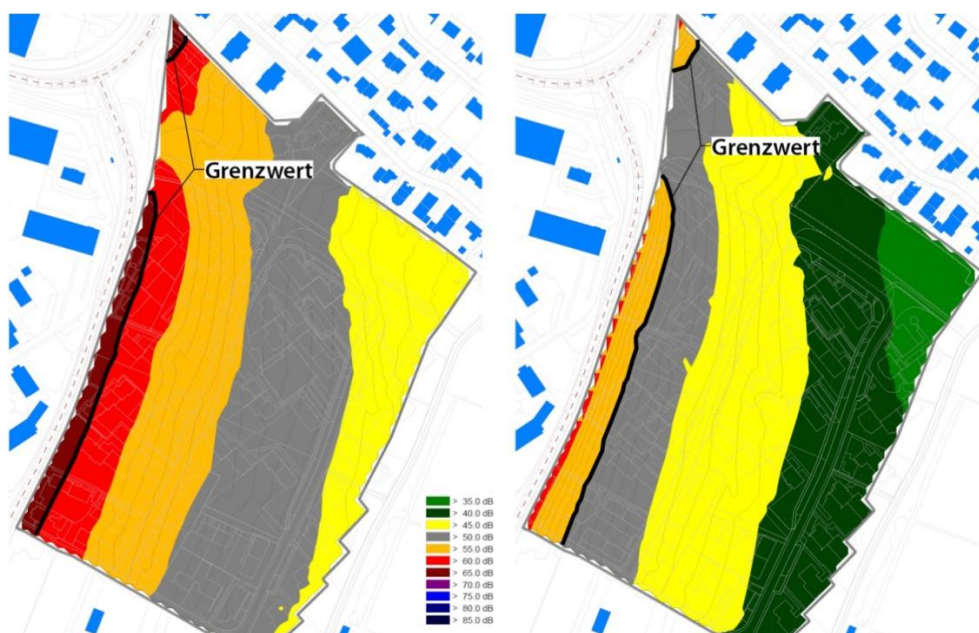 Grenzwert
Grenzwert
> 35.0 dB
> 40.0 dB
> 45.0 dB
> 50.0 dB
> 55.0 dB
> 60.0 dB
> 65.0 dB
> 70.0 dB
> 75.0 dB
> 80.0 dB
> 85.0 dB